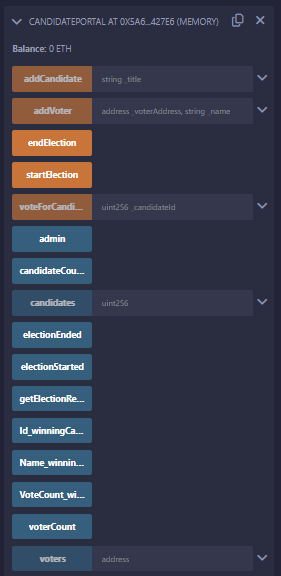 CANDIDATEPORTAL AT 0X5A6...427E6 (MEMORY)
Balance: 0 ETH
addCandidate string _title
addVoter address _voterAddress, string _name
endElection
startElection
voteForCandi... uint256 _candidateId
admin
candidateCou...
candidates uint256
electionEnded
electionStarted
getElectionRe...
Id_winningCa...
Name_winnin...
VoteCount_wi...
voterCount
voters address